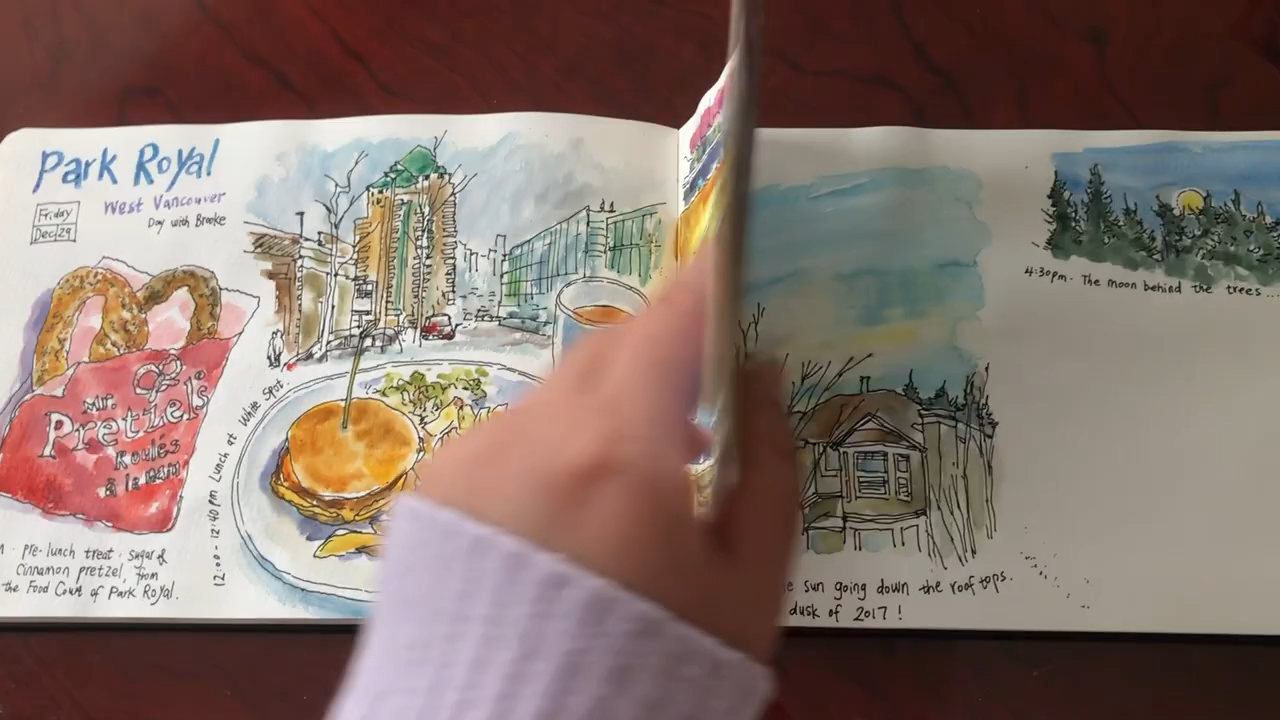 Park Royal
West Vancouver
Day with Brooke
Friday
Dec 29
Mr.
Pretzels
Roulés
à la main
pre-lunch treat. Sugar &
Cinnamon pretzel, from
the Food Court of Park Royal.
12:00 - 12:40 pm Lunch at White Spot.
4:30pm. The moon behind the trees...
sun going down the rooftops.
dusk of 2017!